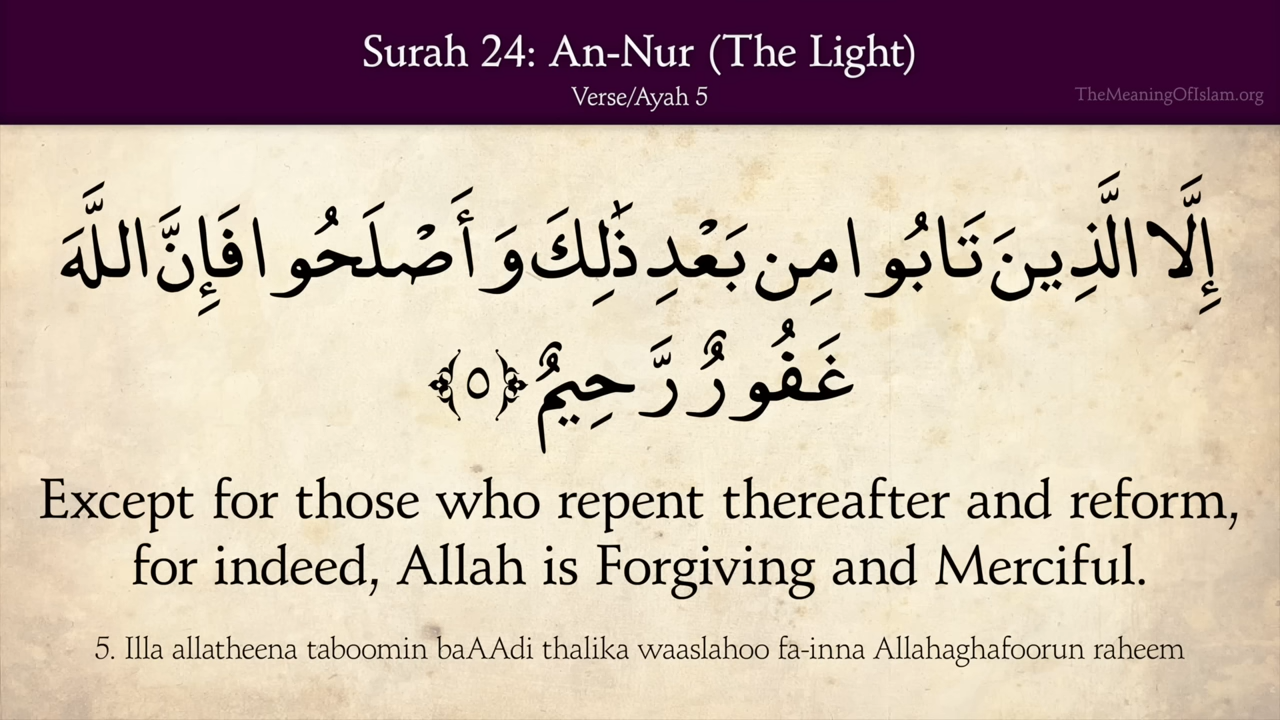 Surah 24: An-Nur (The Light)
Verse/Ayah 5
TheMeaningOfIslam.org
إِلَّا الَّذِينَ تَابُوا مِن بَعْدِ ذَٰلِكَ وَأَصْلَحُوا فَإِنَّ اللَّهَ
غَفُورٌ رَّحِيمٌ ﴿٥﴾
Except for those who repent thereafter and reform,
for indeed, Allah is Forgiving and Merciful.
5. Illa allatheena taboomin baAAdi thalika waaslahoo fa-inna Allahaghafoorun raheem